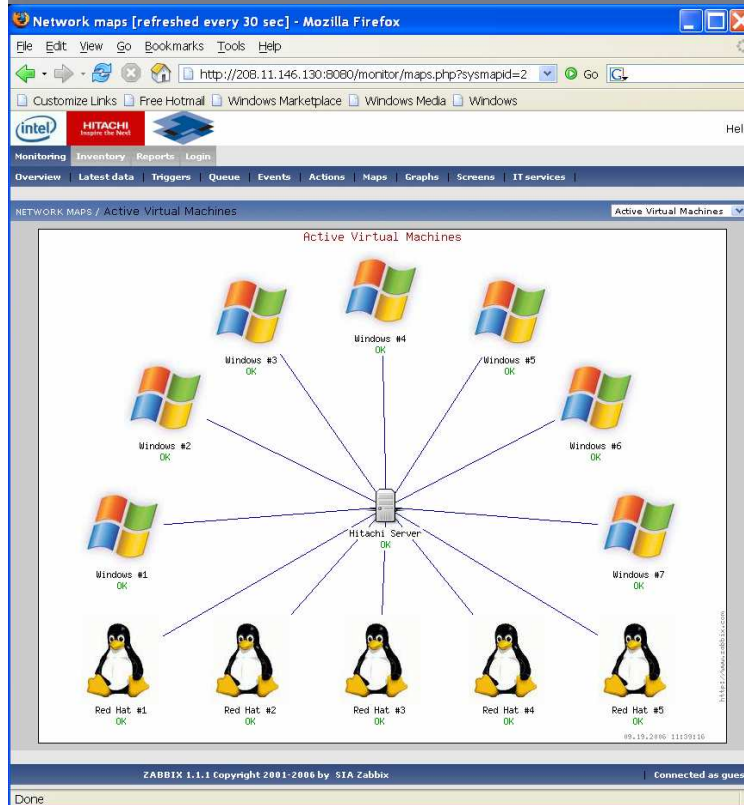 Network maps [refreshed every 30 sec] - Mozilla Firefox
File Edit View Go Bookmarks Tools Help
http://208.11.146.130:8080/monitor/maps.php?sysmapid=2 Go G
Customize Links Free Hotmail Windows Marketplace Windows Media Windows
intel HITACHI
Inspire the Next
Hel
Monitoring Inventory Reports Login
Overview | Latest data | Triggers | Queue | Events | Actions | Maps | Graphs | Screens | IT services |
NETWORK MAPS / Active Virtual Machines Active Virtual Machines
Active Virtual Machines
Windows #4
OK
Windows #3
OK
Windows #5
OK
Windows #2
OK
Windows #6
OK
Hitachi Server
OK
Windows #1
OK
Windows #7
OK
Red Hat #1
OK
Red Hat #2
OK
Red Hat #3
OK
Red Hat #4
OK
Red Hat #5
OK
http://www.zabbix.com
09.19.2006 11:39:16
ZABBIX 1.1.1 Copyright 2001-2006 by SIA Zabbix | Connected as gues
Done